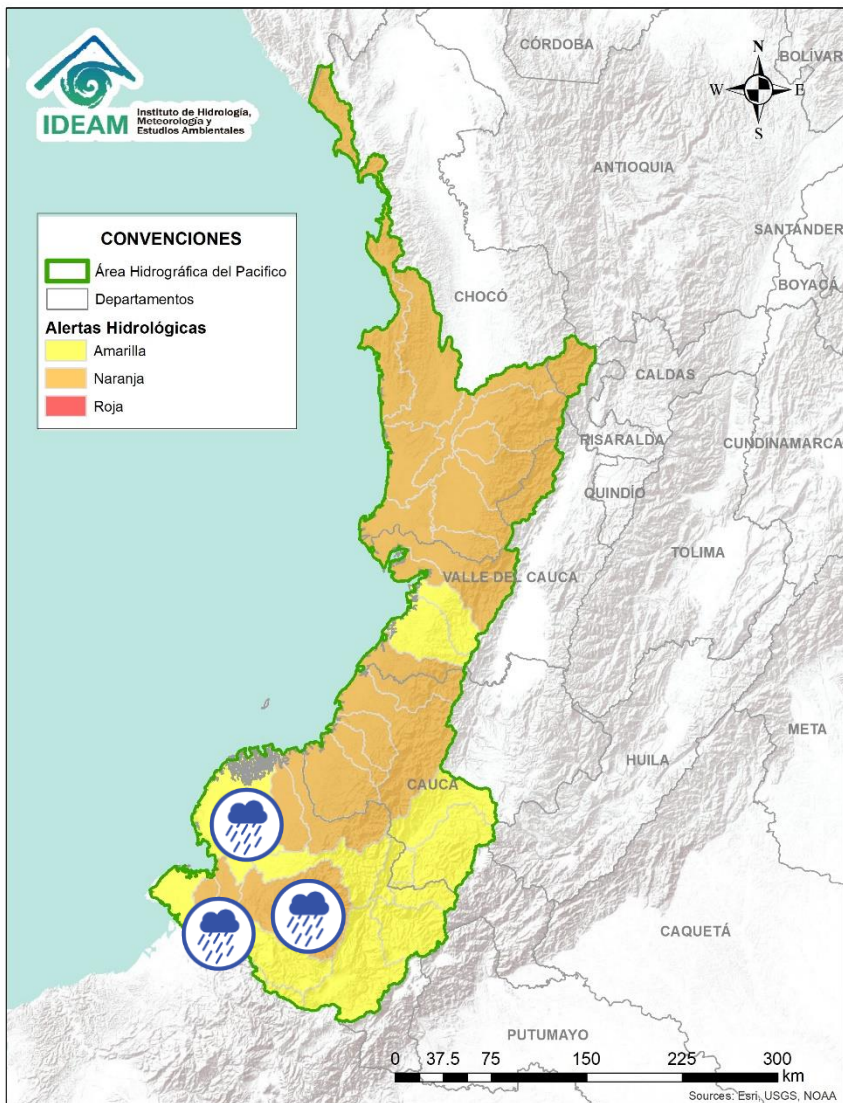 IDEAM
Instituto de Hidrología,
Meteorología y
Estudios Ambientales
CÓRDOBA
BOLÍVAR
N
W
E
S
ANTIOQUIA
SANTANDER
BOYACÁ
CONVENCIONES
Área Hidrográfica del Pacifico
Departamentos
Alertas Hidrológicas
Amarilla
Naranja
Roja
CHOCÓ
CALDAS
RISARALDA
CUNDINAMARCA
QUINDÍO
TOLIMA
VALLE DEL CAUCA
META
HUILA
CAUCA
CAQUETÁ
PUTUMAYO
0 37.5 75 150 225 300
km
Sources: Esri, USGS, NOAA